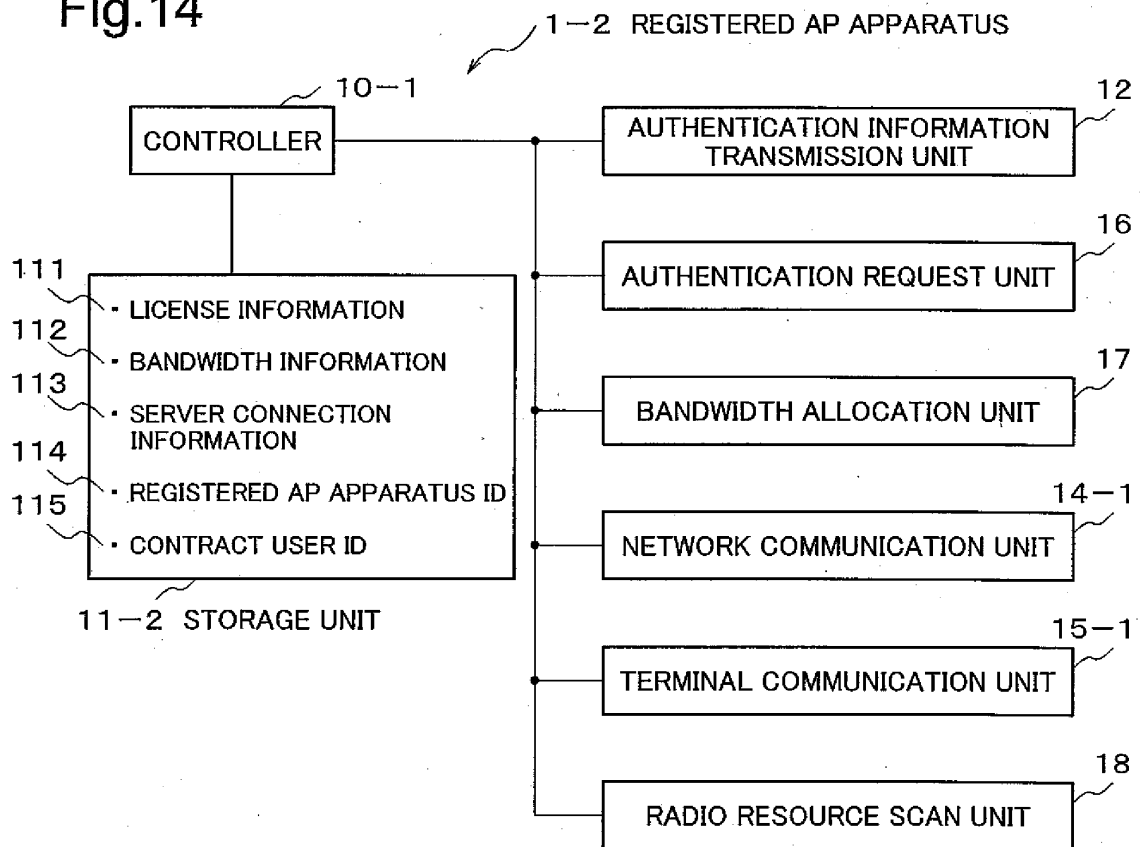 Fig.14
1-2 REGISTERED AP APPARATUS
10-1
CONTROLLER
111
112
113
114
115
· LICENSE INFORMATION
· BANDWIDTH INFORMATION
· SERVER CONNECTION
INFORMATION
· REGISTERED AP APPARATUS ID
· CONTRACT USER ID
11-2 STORAGE UNIT
12
AUTHENTICATION INFORMATION
TRANSMISSION UNIT
16
AUTHENTICATION REQUEST UNIT
17
BANDWIDTH ALLOCATION UNIT
14-1
NETWORK COMMUNICATION UNIT
15-1
TERMINAL COMMUNICATION UNIT
18
RADIO RESOURCE SCAN UNIT